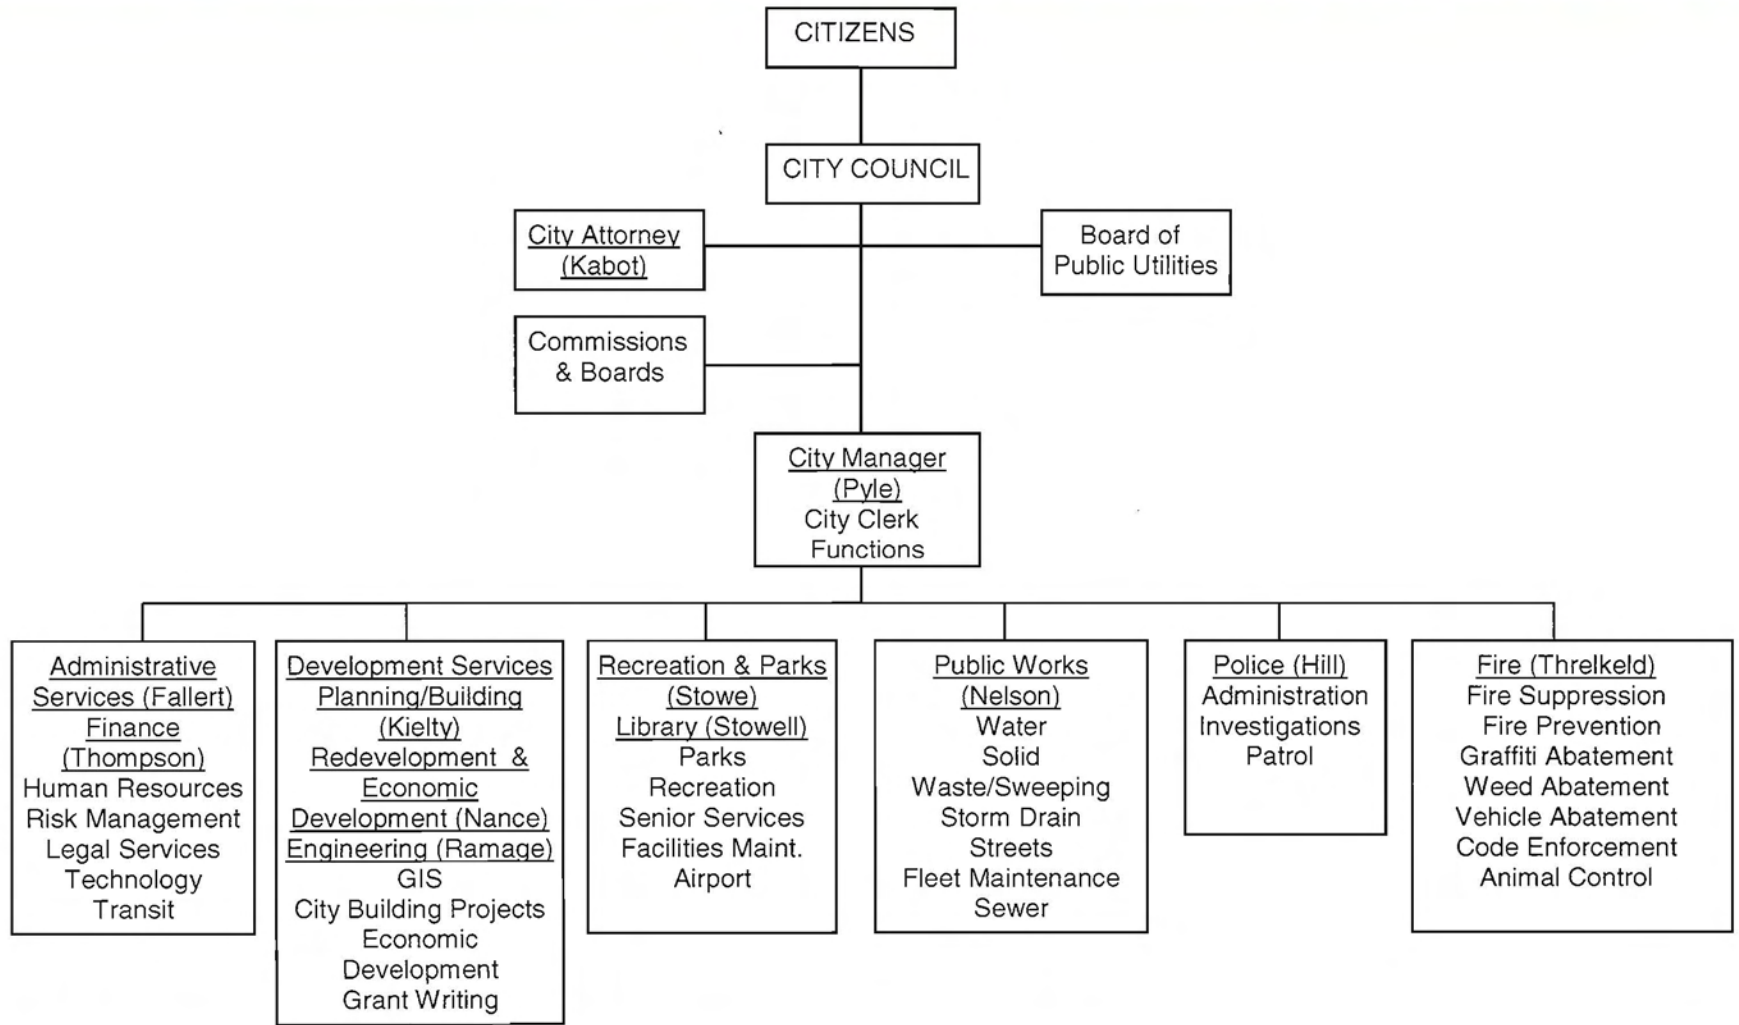 CITIZENS
CITY COUNCIL
City Attorney
(Kabot)
Board of
Public Utilities
Commissions
& Boards
City Manager
(Pyle)
City Clerk
Functions
Administrative
Services (Fallert)
Finance
(Thompson)
Human Resources
Risk Management
Legal Services
Technology
Transit
Development Services
Planning/Building
(Kielty)
Redevelopment &
Economic
Development (Nance)
Engineering (Ramage)
GIS
City Building Projects
Economic
Development
Grant Writing
Recreation & Parks
(Stowe)
Library (Stowell)
Parks
Recreation
Senior Services
Facilities Maint.
Airport
Public Works
(Nelson)
Water
Solid
Waste/Sweeping
Storm Drain
Streets
Fleet Maintenance
Sewer
Police (Hill)
Administration
Investigations
Patrol
Fire (Threlkeld)
Fire Suppression
Fire Prevention
Graffiti Abatement
Weed Abatement
Vehicle Abatement
Code Enforcement
Animal Control